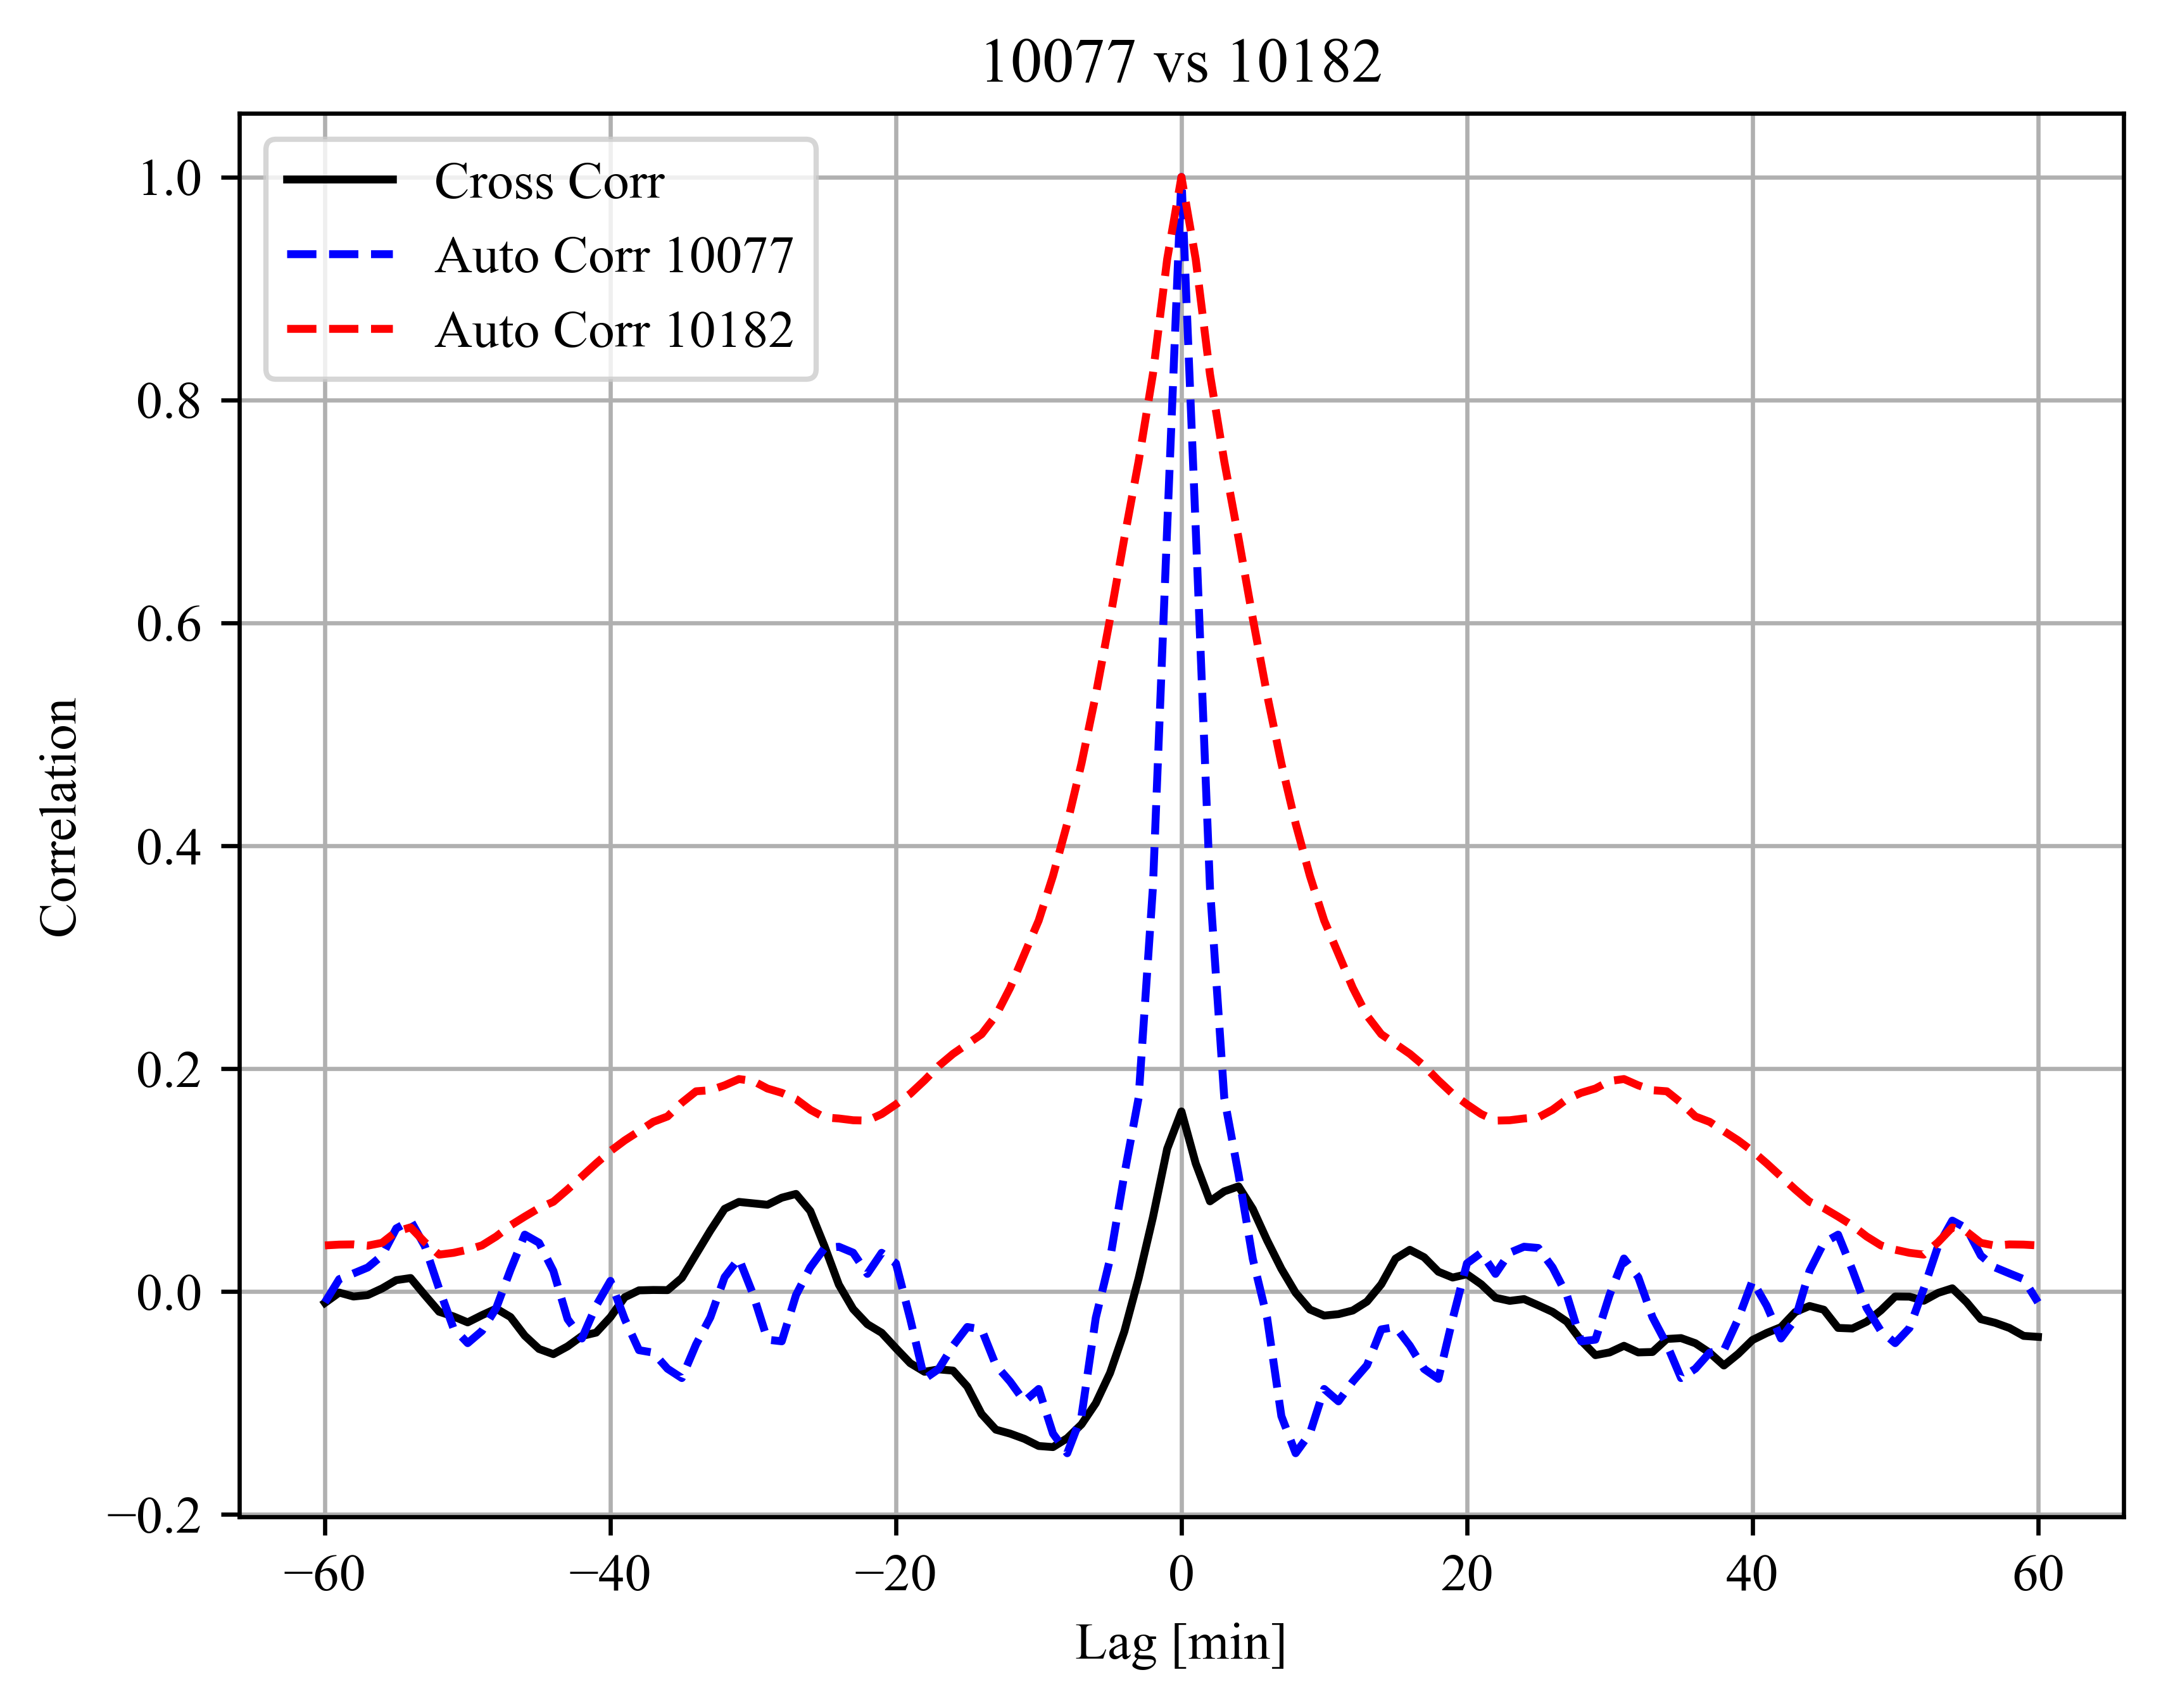 10077 vs 10182
Cross Corr
Auto Corr 10077
Auto Corr 10182
1.0
0.8
0.6
0.4
0.2
0.0
−0.2
Correlation
−60 −40 −20 0 20 40 60
Lag [min]